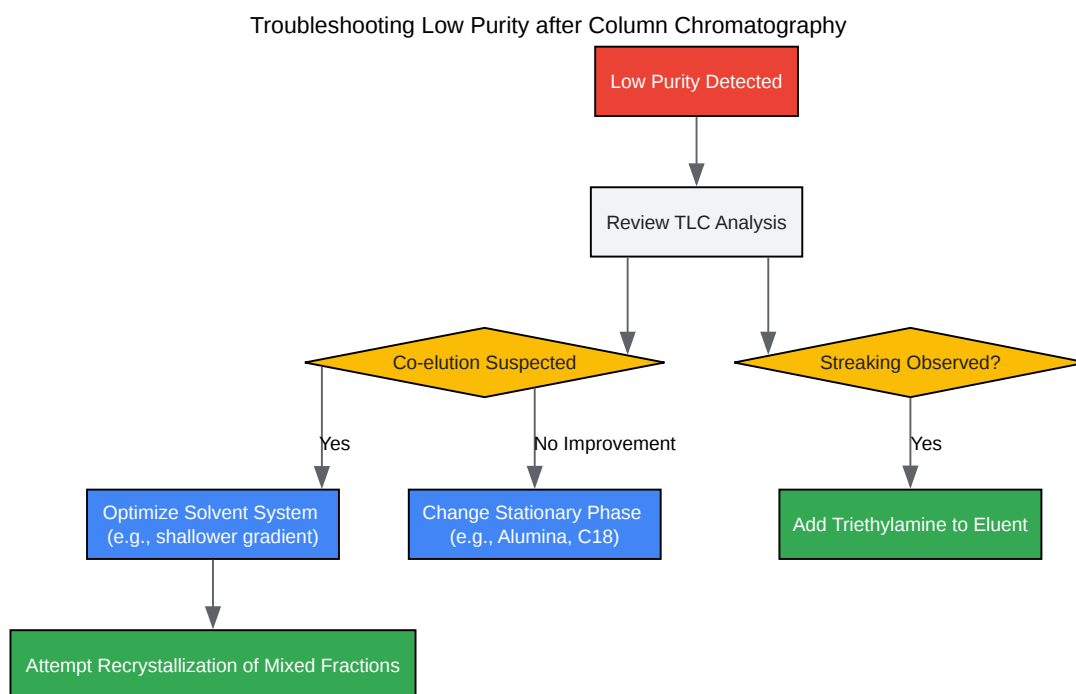 Troubleshooting Low Purity after Column Chromatography
Low Purity Detected
Review TLC Analysis
Co-elution Suspected
Streaking Observed?
Yes
No Improvement
Yes
Optimize Solvent System
(e.g., shallower gradient)
Change Stationary Phase
(e.g., Alumina, C18)
Add Triethylamine to Eluent
Attempt Recrystallization of Mixed Fractions